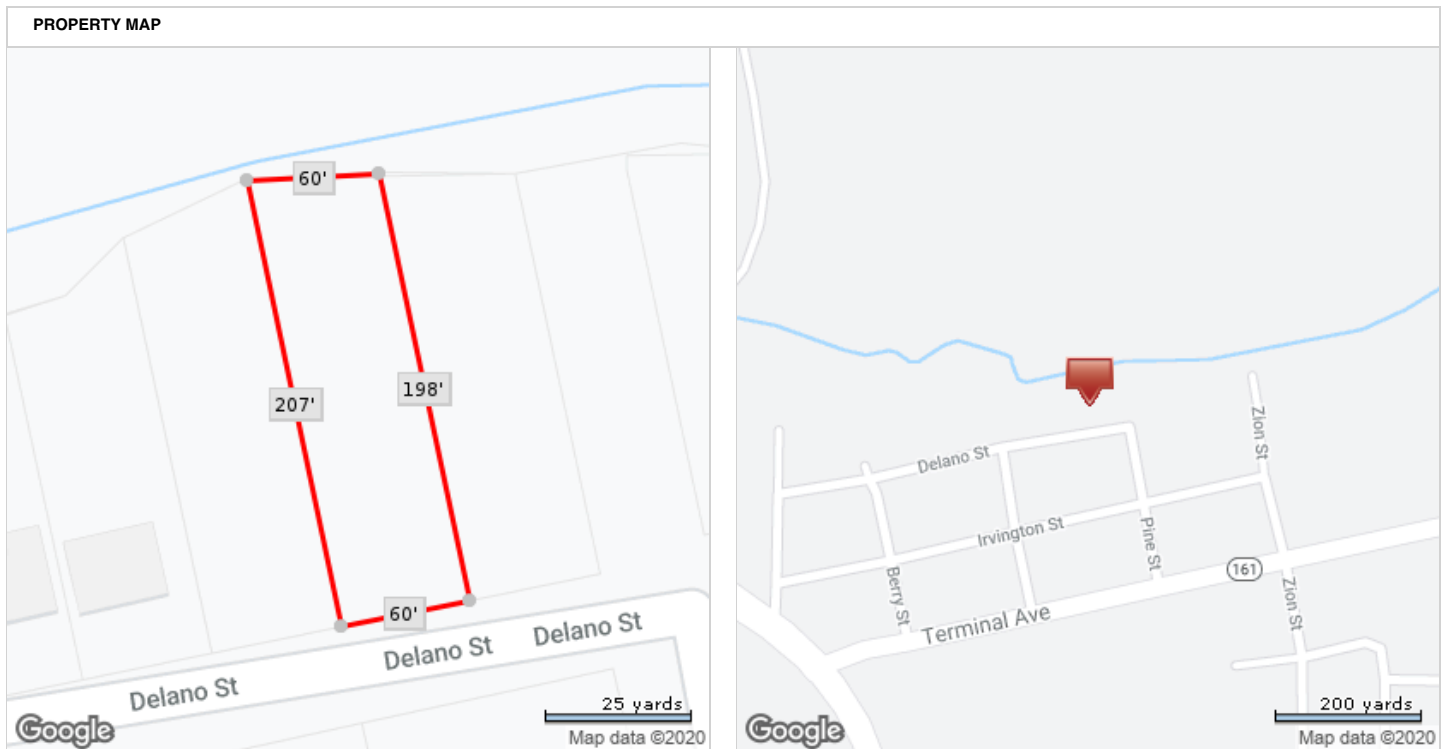 PROPERTY MAP
60'
207'
198'
60'
Delano St
Delano St
Delano St
25 yards
Google
Map data ©2020
Zion St
Delano St
Irvington St
Pine St
Berry St
161
Terminal Ave
Zion St
200 yards
Google
Map data ©2020